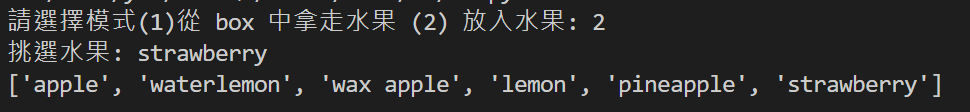 請選擇模式(1)從 box 中拿走水果 (2) 放入水果: 2
挑選水果: strawberry
['apple', 'waterlemon', 'wax apple', 'lemon', 'pineapple', 'strawberry']